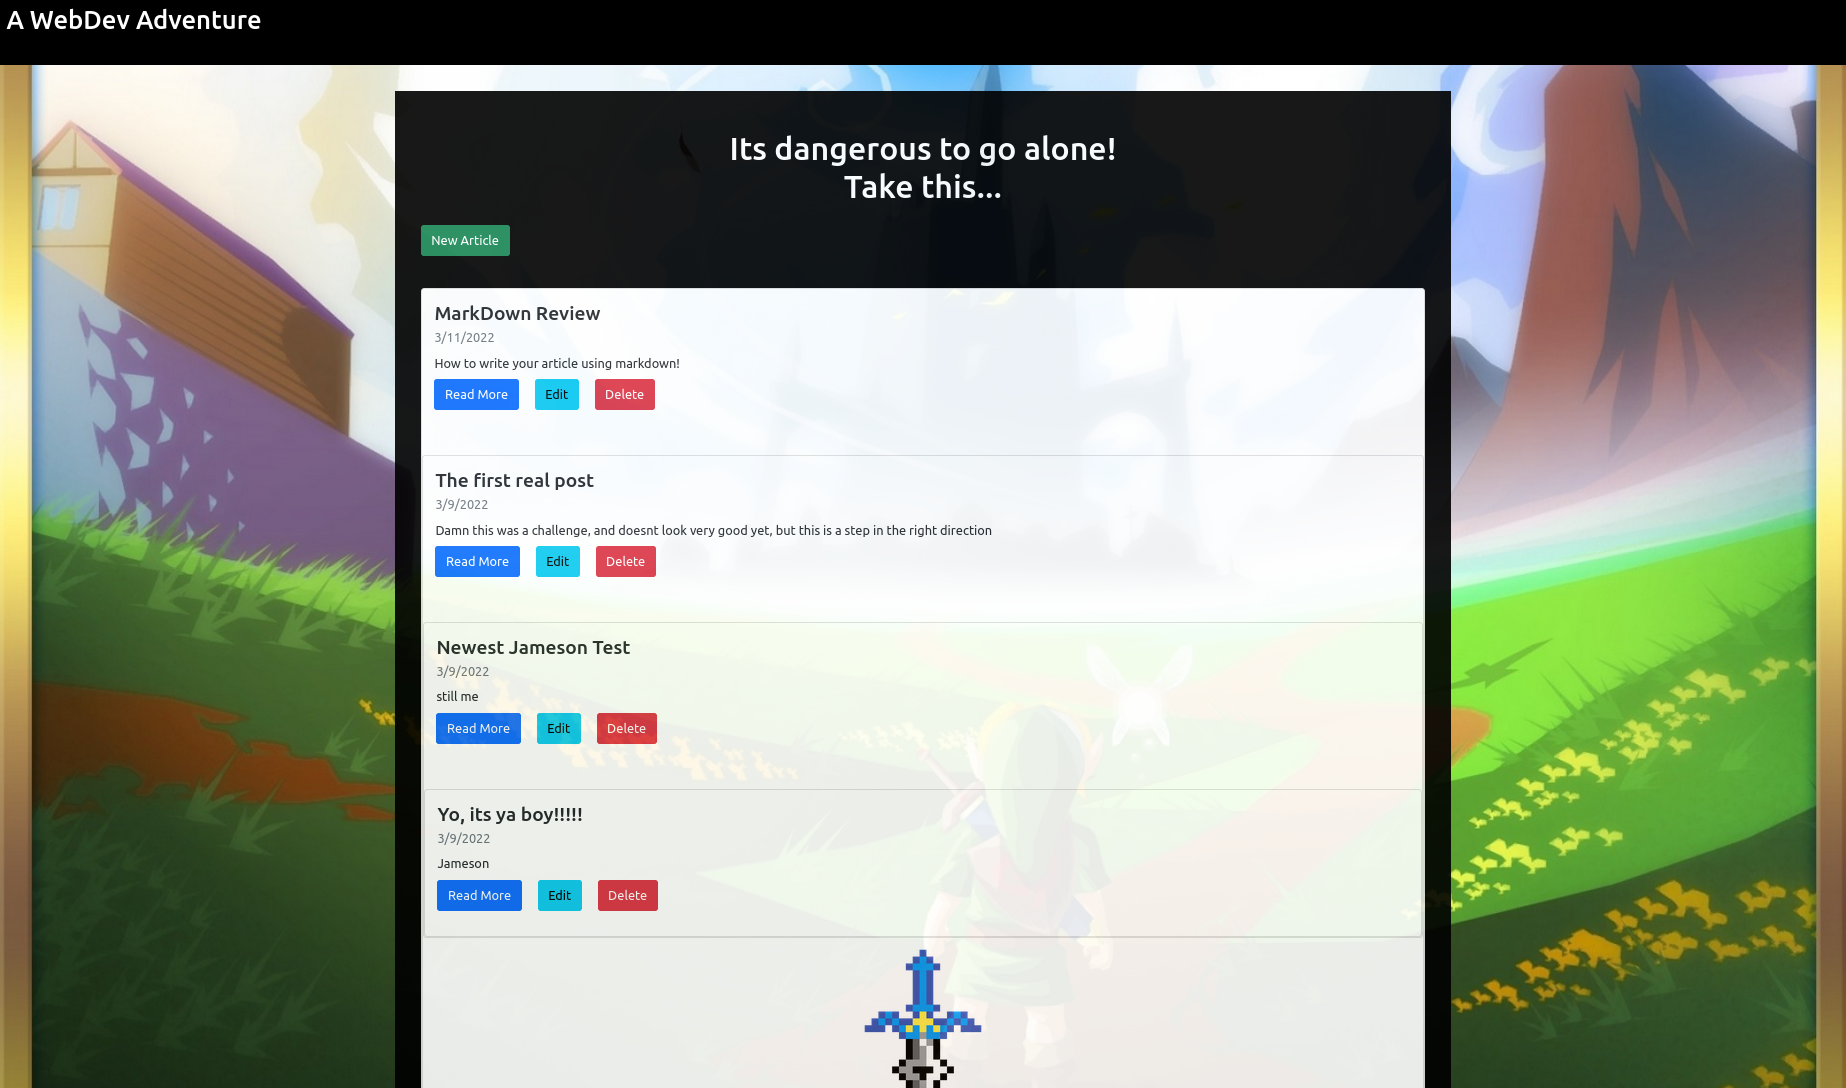 A WebDev Adventure
Its dangerous to go alone!
Take this...
New Article
MarkDown Review
3/11/2022
How to write your article using markdown!
Read More Edit Delete
The first real post
3/9/2022
Damn this was a challenge, and doesnt look very good yet, but this is a step in the right direction
Read More Edit Delete
Newest Jameson Test
3/9/2022
still me
Read More Edit Delete
Yo, its ya boy!!!!!
3/9/2022
Jameson
Read More Edit Delete